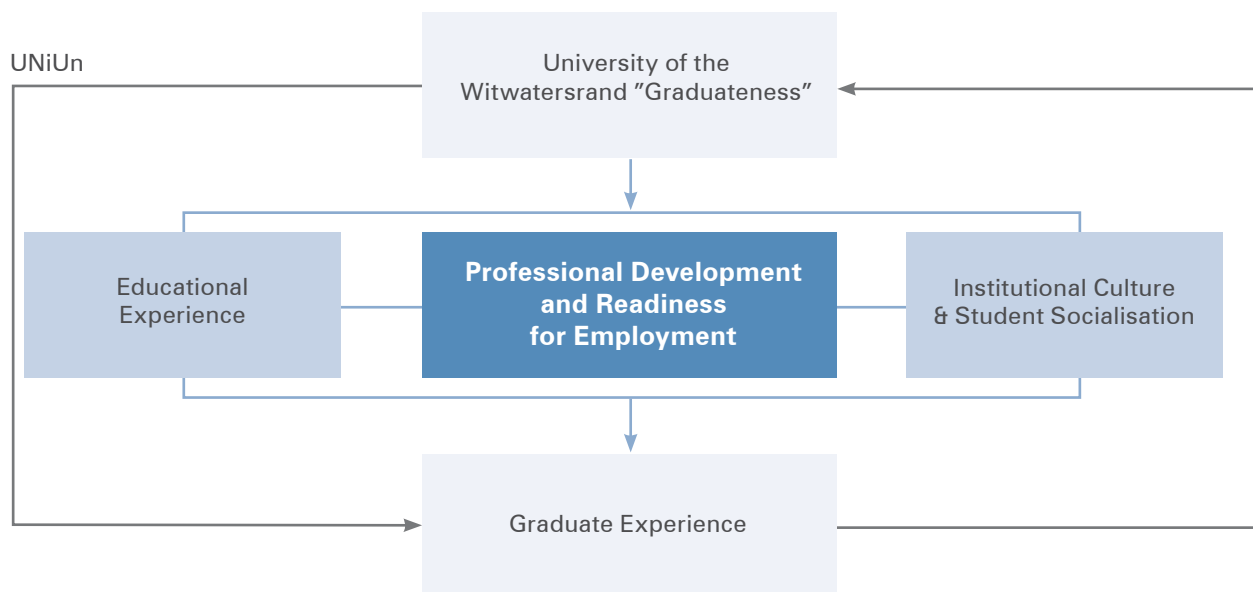 UNiUn
University of the
Witwatersrand ”Graduateness”
Educational
Experience
Professional Development
and Readiness
for Employment
Institutional Culture
& Student Socialisation
Graduate Experience